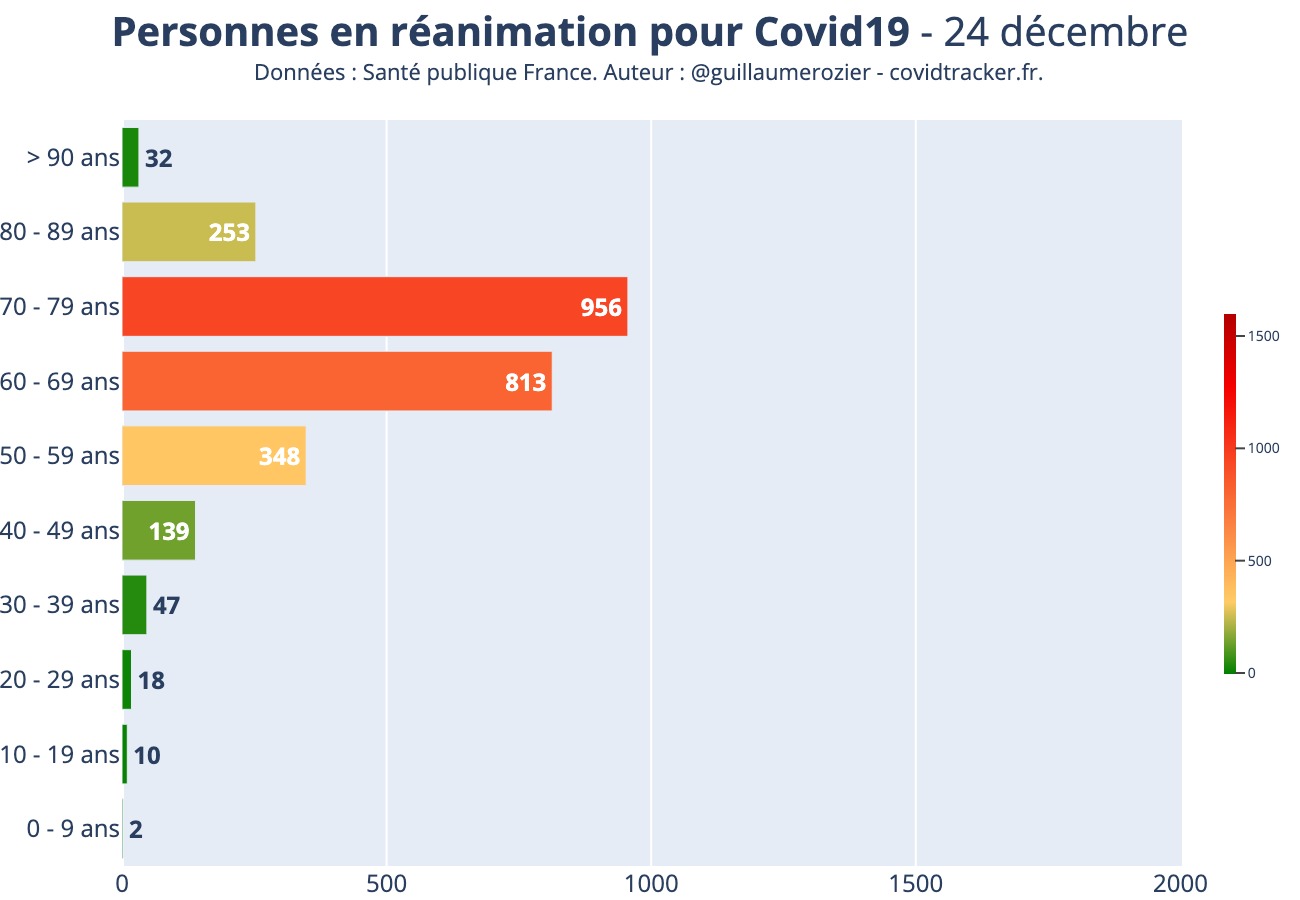 Personnes en réanimation pour Covid19 - 24 décembre
Données : Santé publique France. Auteur : @guillaumerozier - covidtracker.fr.
> 90 ans 32
80 - 89 ans 253
70 - 79 ans 956
60 - 69 ans 813
50 - 59 ans 348
40 - 49 ans 139
30 - 39 ans 47
20 - 29 ans 18
10 - 19 ans 10
0 - 9 ans 2
0 500 1000 1500 2000
1500
1000
500
0